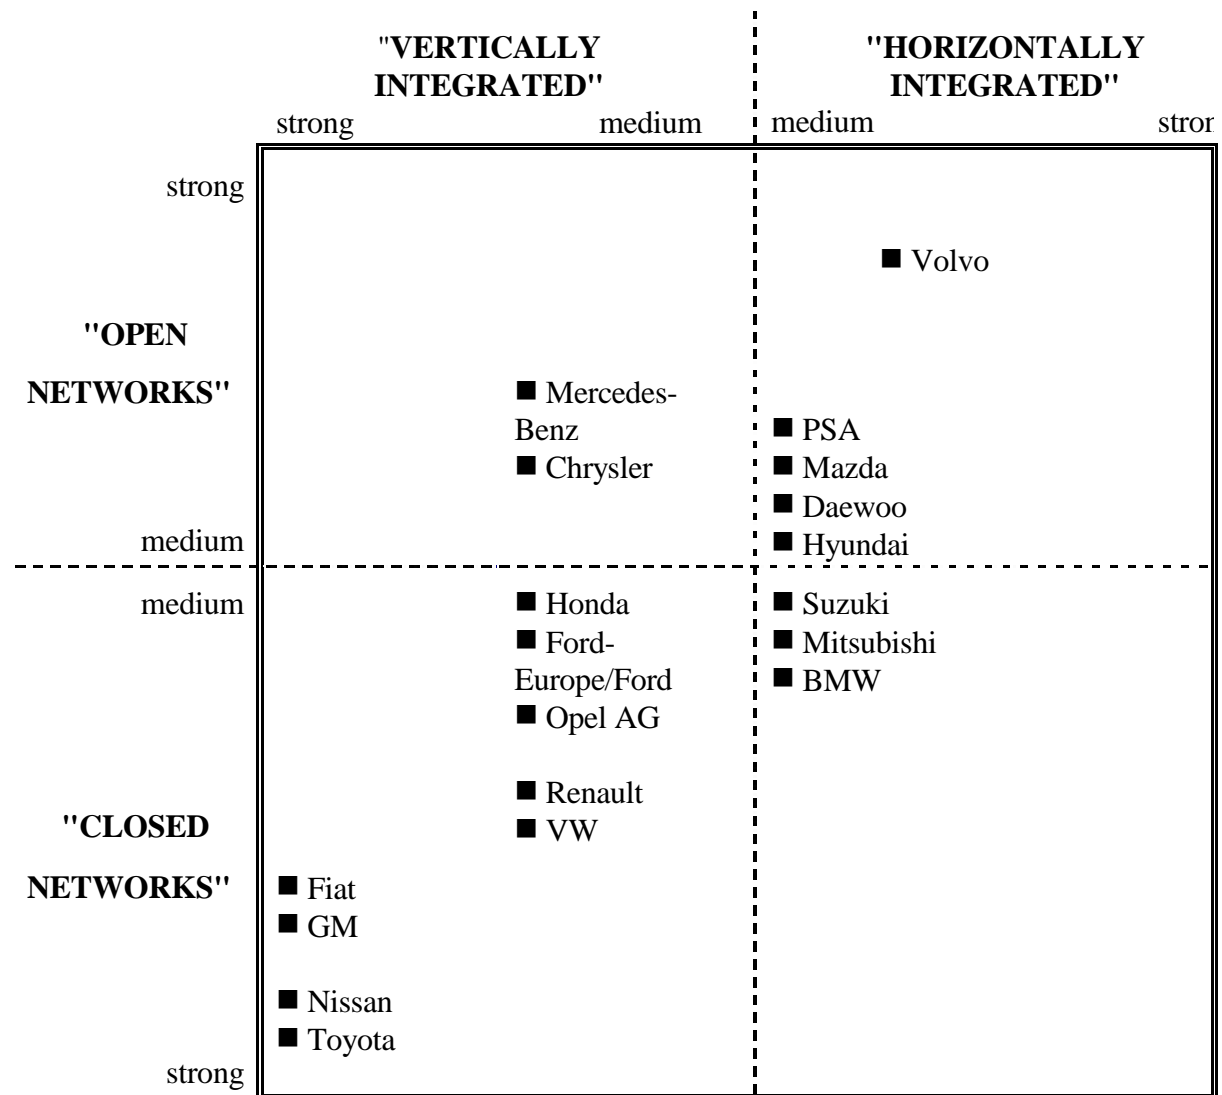 "VERTICALLY
INTEGRATED"
"HORIZONTALLY
INTEGRATED"
strong medium medium stron
strong
■ Volvo
"OPEN
NETWORKS"
■ Mercedes-
Benz
■ Chrysler
■ PSA
■ Mazda
■ Daewoo
■ Hyundai
medium
medium
■ Honda
■ Ford-
Europe/Ford
■ Opel AG
■ Suzuki
■ Mitsubishi
■ BMW
■ Renault
■ VW
"CLOSED
NETWORKS"
■ Fiat
■ GM
■ Nissan
■ Toyota
strong